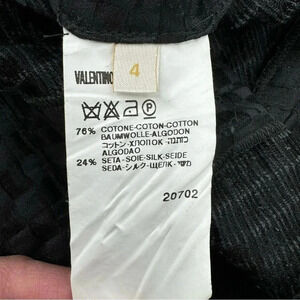 4
VALENTINO
76% COTONE-COTON-COTTON
BAUMWOLLE-ALGODON
コットン-ХЛОПОК-כותנה
ALGODAO
24% SETA-SOIE-SILK-SEIDE
SEDA-シルク-ШЕЛК-משי
20702